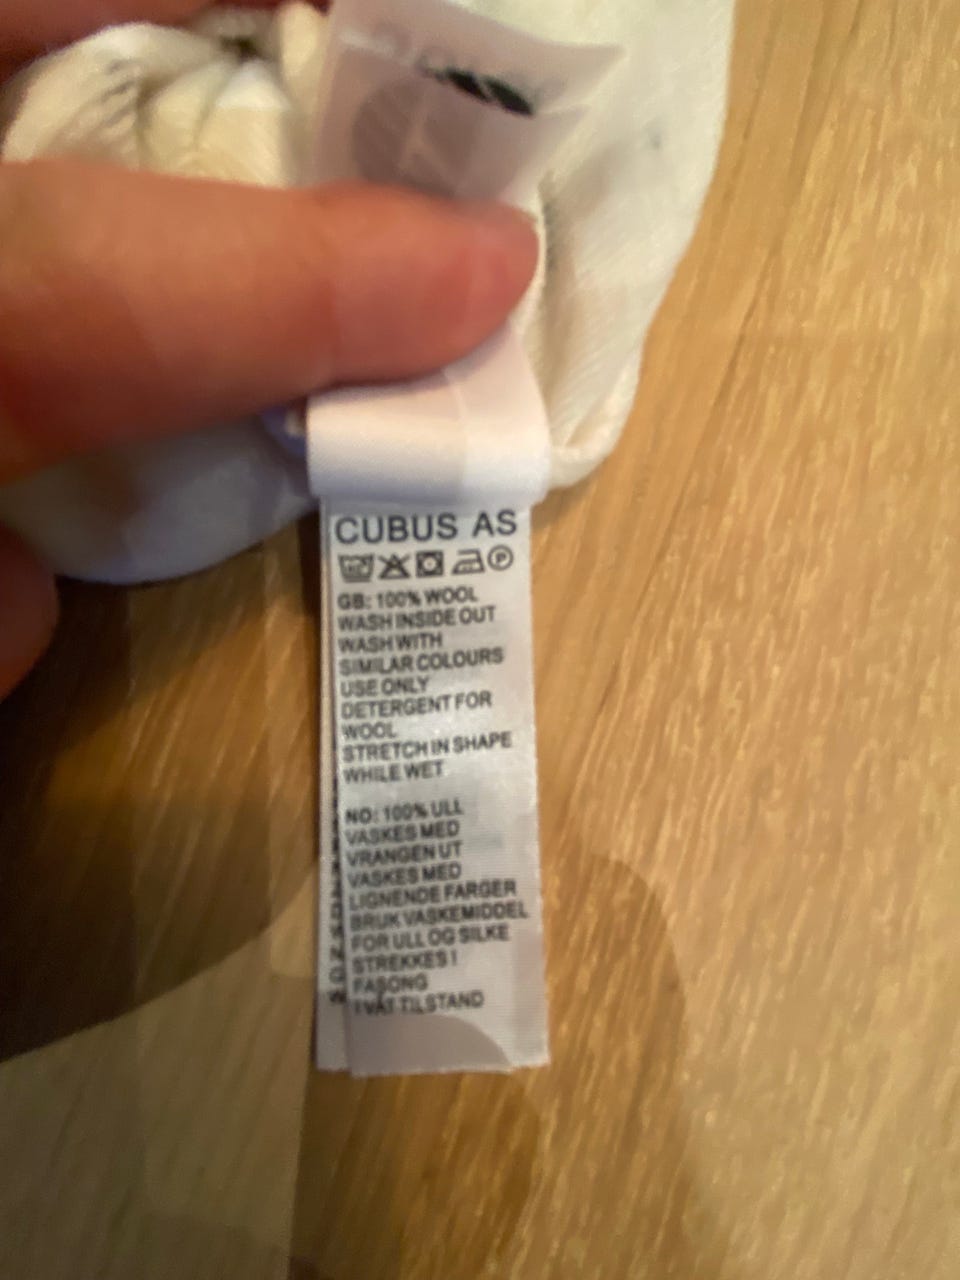 CUBUS AS
P
GB: 100% WOOL
WASH INSIDE OUT
WASH WITH
SIMILAR COLOURS
USE ONLY
DETERGENT FOR
WOOL
STRETCH IN SHAPE
WHILE WET
NO: 100% ULL
VASKES MED
VRANGEN UT
VASKES MED
LIGNENDE FARGER
BRUK VASKEMIDDEL
FOR ULL OG SILKE
STREKKES I
FASONG
I VÅT TILSTAND